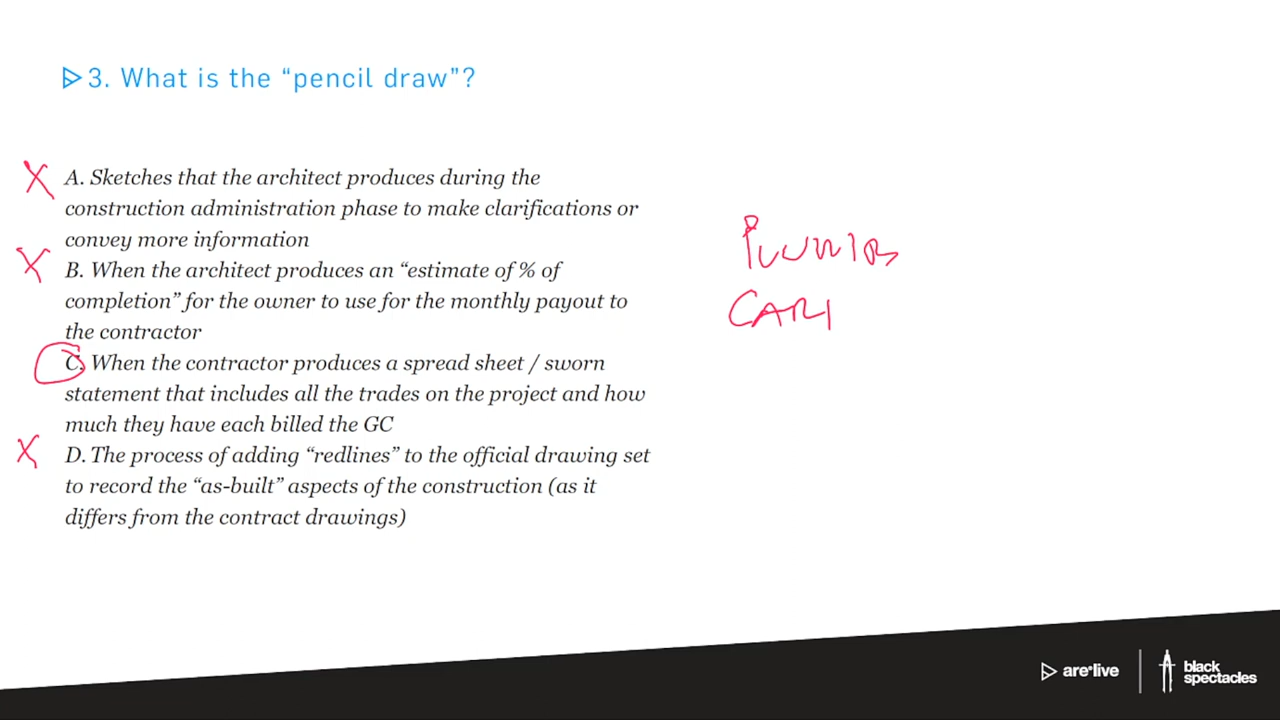 3. What is the “pencil draw”?
X A. Sketches that the architect produces during the
construction administration phase to make clarifications or
convey more information
X B. When the architect produces an “estimate of % of
completion” for the owner to use for the monthly payout to
the contractor
C. When the contractor produces a spread sheet / sworn
statement that includes all the trades on the project and how
much they have each billed the GC
X D. The process of adding “redlines” to the official drawing set
to record the “as-built” aspects of the construction (as it
differs from the contract drawings)
CARP
are live
black
spectacles